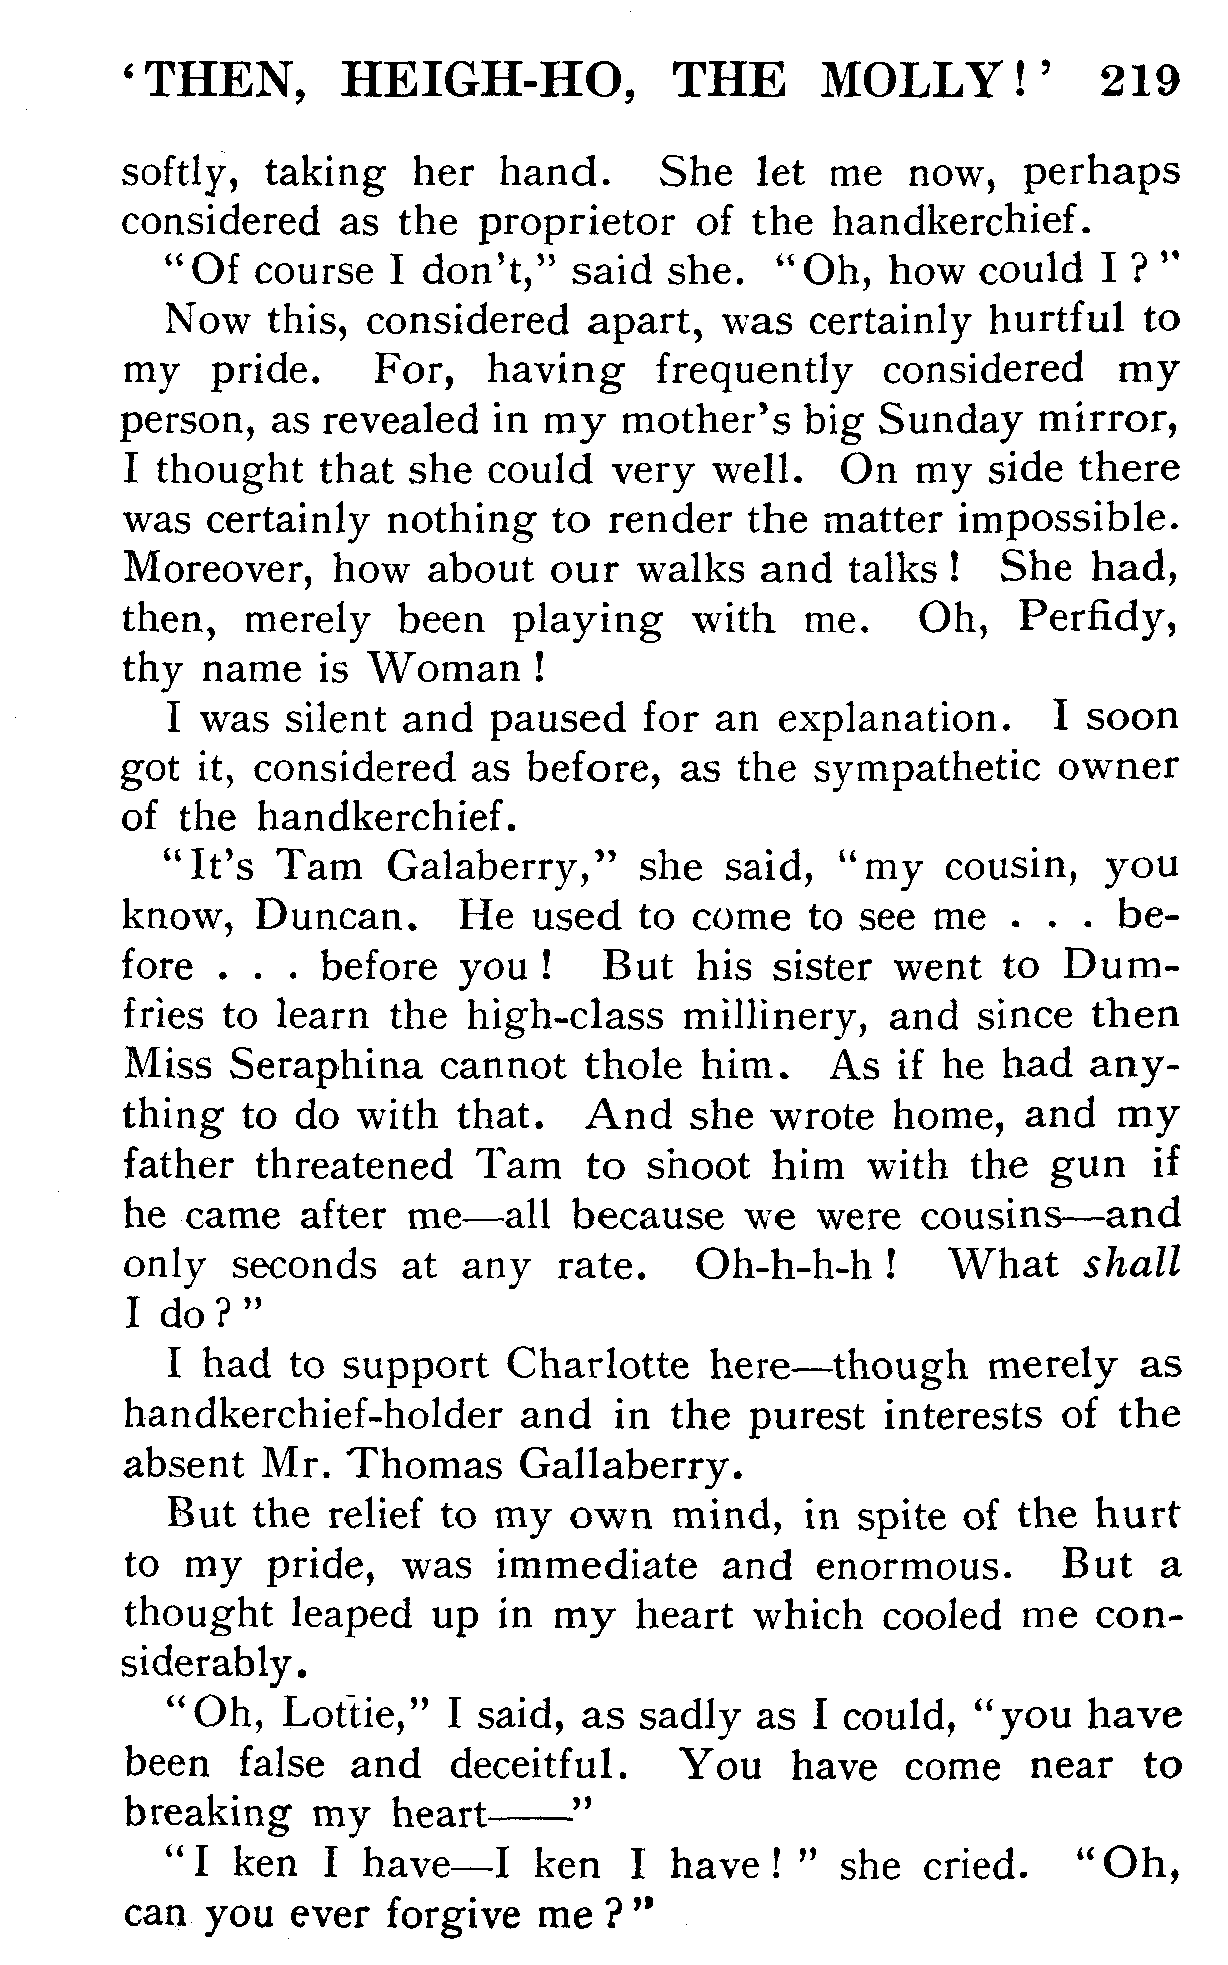 ‘THEN, HEIGH-HO, THE MOLLY!’ 219
softly, taking her hand. She let me now, perhaps
considered as the proprietor of the handkerchief.
“Of course I don’t,” said she. “Oh, how could I?”
Now this, considered apart, was certainly hurtful to
my pride. For, having frequently considered my
person, as revealed in my mother’s big Sunday mirror,
I thought that she could very well. On my side there
was certainly nothing to render the matter impossible.
Moreover, how about our walks and talks! She had,
then, merely been playing with me. Oh, Perfidy,
thy name is Woman!
I was silent and paused for an explanation. I soon
got it, considered as before, as the sympathetic owner
of the handkerchief.
“It’s Tam Galaberry,” she said, “my cousin, you
know, Duncan. He used to come to see me . . . be-
fore . . . before you! But his sister went to Dum-
fries to learn the high-class millinery, and since then
Miss Seraphina cannot thole him. As if he had any-
thing to do with that. And she wrote home, and my
father threatened Tam to shoot him with the gun if
he came after me—all because we were cousins—and
only seconds at any rate. Oh-h-h-h! What shall
I do?”
I had to support Charlotte here—though merely as
handkerchief-holder and in the purest interests of the
absent Mr. Thomas Gallaberry.
But the relief to my own mind, in spite of the hurt
to my pride, was immediate and enormous. But a
thought leaped up in my heart which cooled me con-
siderably.
“Oh, Lottie,” I said, as sadly as I could, “you have
been false and deceitful. You have come near to
breaking my heart——”
“I ken I have—I ken I have!” she cried. “Oh,
can you ever forgive me?”